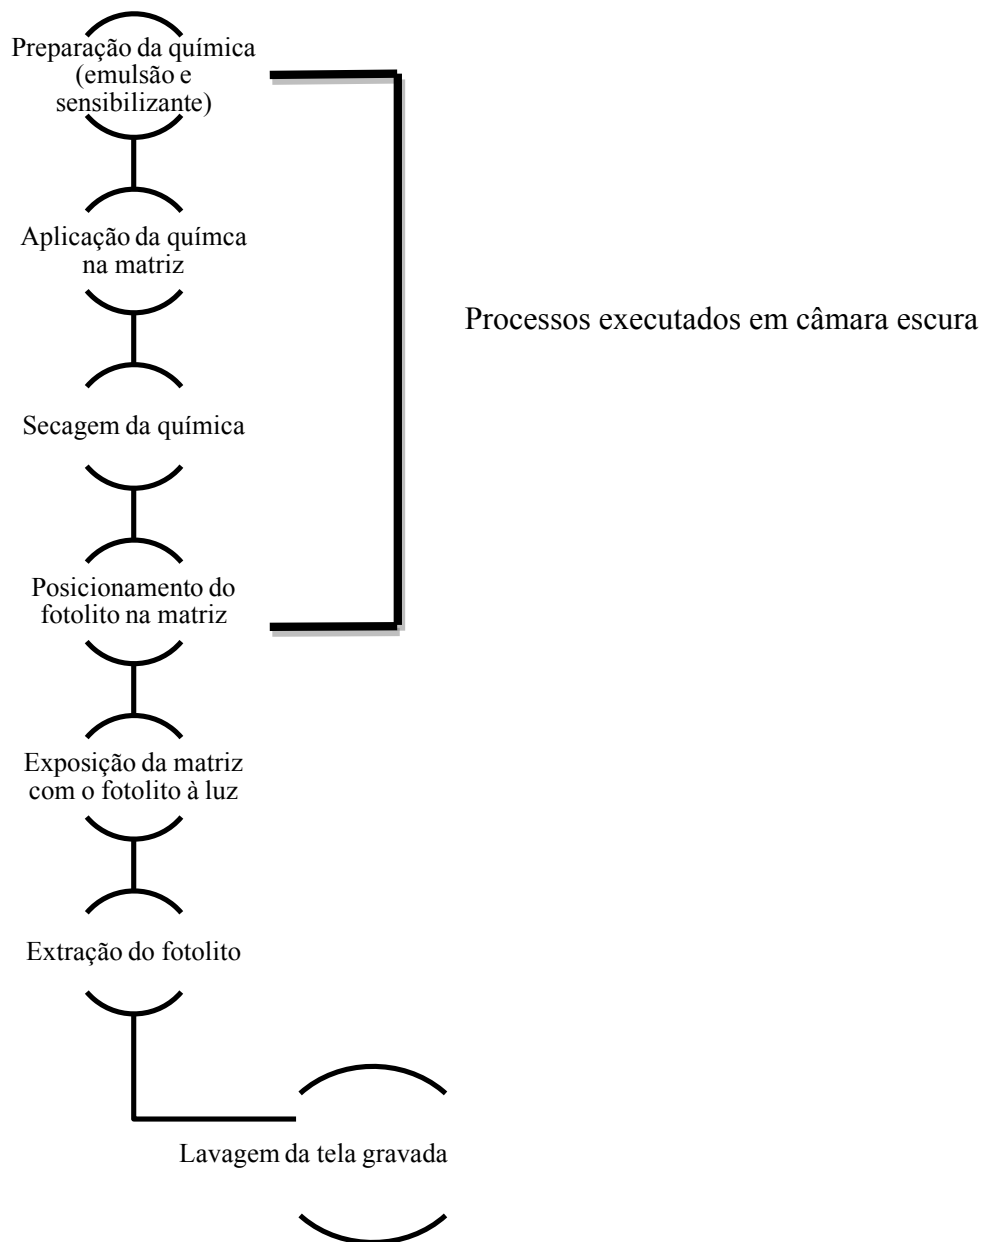 Preparação da química
(emulsão e
sensibilizante)
Aplicação da químca
na matriz
Processos executados em câmara escura
Secagem da química
Posicionamento do
fotolito na matriz
Exposição da matriz
com o fotolito à luz
Extração do fotolito
Lavagem da tela gravada